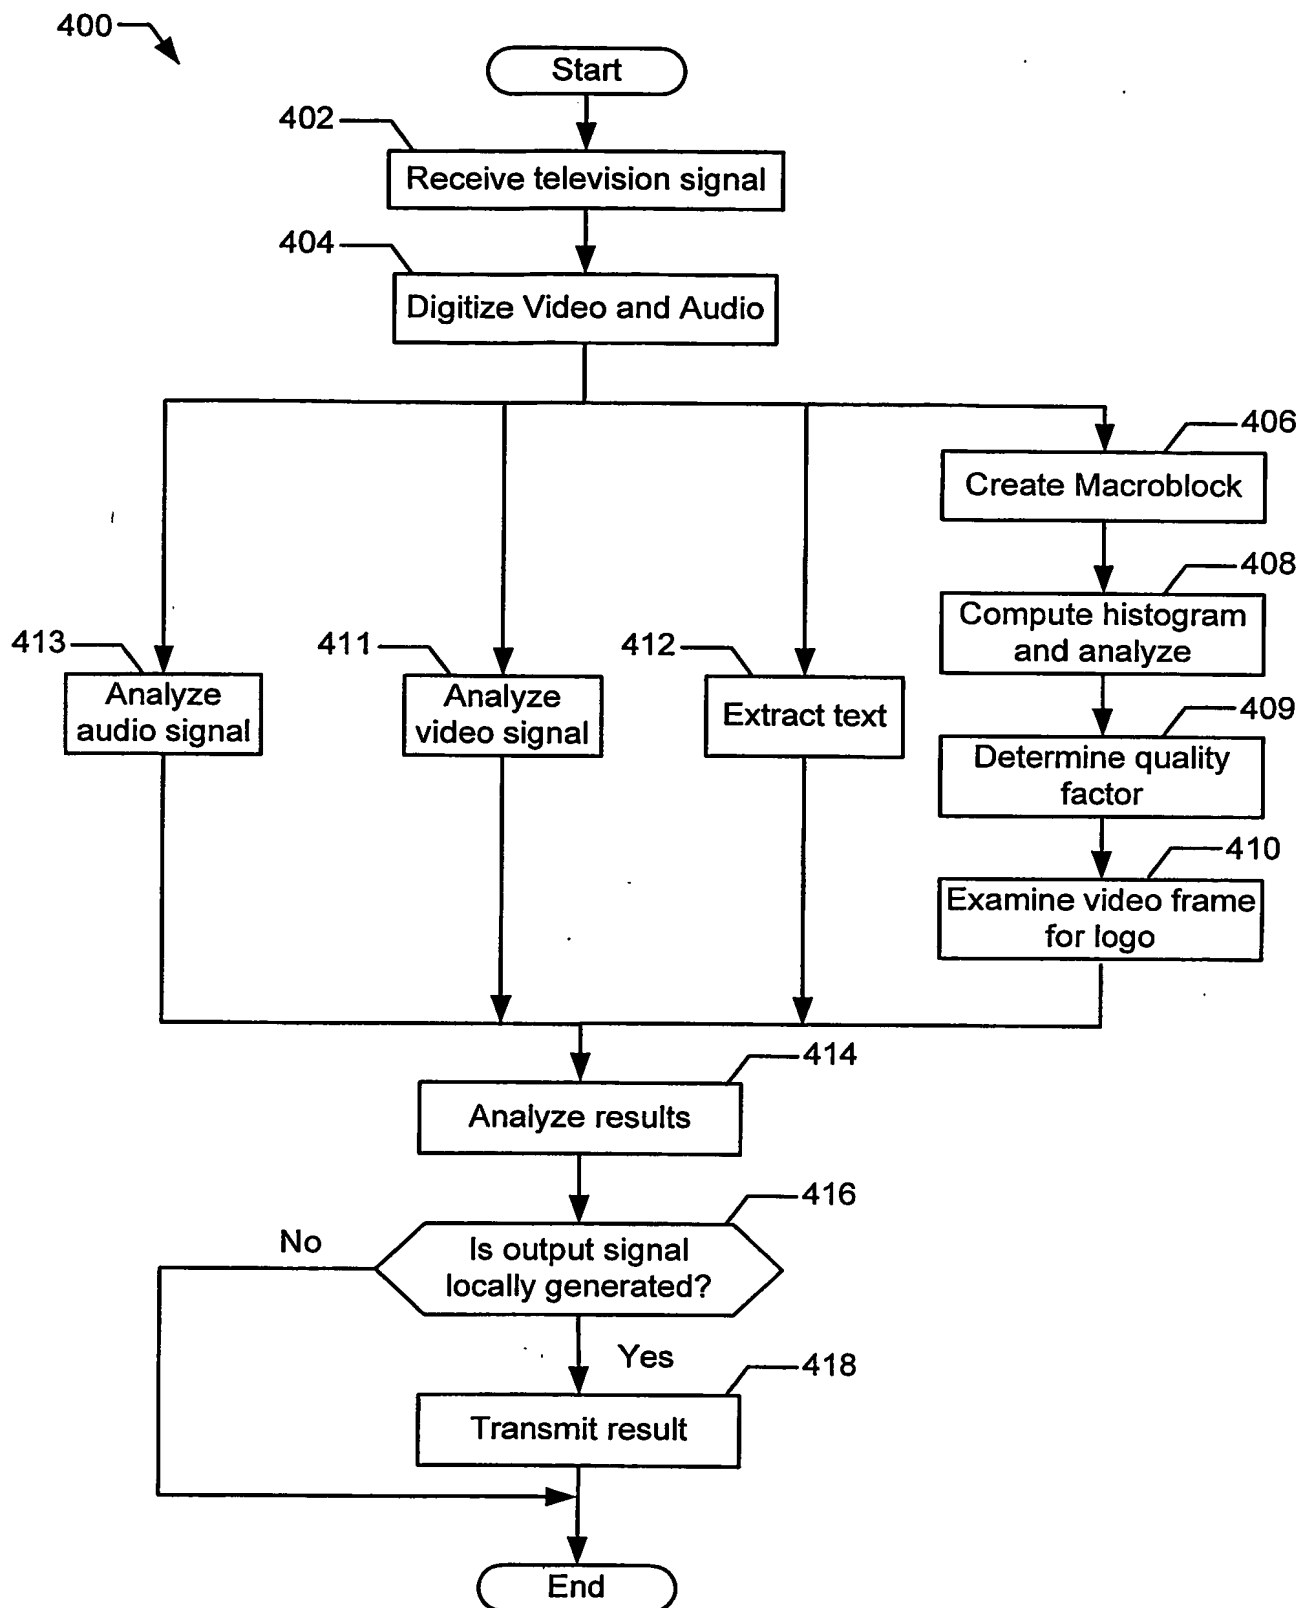 400
Start
402
Receive television signal
404
Digitize Video and Audio
406
Create Macroblock
408
Compute histogram
and analyze
413
Analyze
audio signal
411
Analyze
video signal
412
Extract text
409
Determine quality
factor
410
Examine video frame
for logo
414
Analyze results
416
Is output signal
locally generated?
No
Yes
418
Transmit result
End